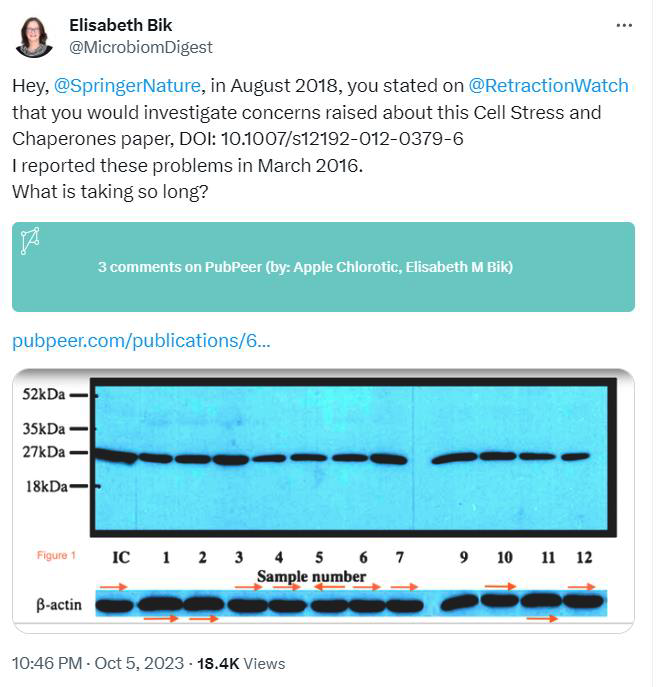 Elisabeth Bik
@MicrobiomDigest
Hey, @SpringerNature, in August 2018, you stated on @RetractionWatch
that you would investigate concerns raised about this Cell Stress and
Chaperones paper, DOI: 10.1007/s12192-012-0379-6
I reported these problems in March 2016.
What is taking so long?
3 comments on PubPeer (by: Apple Chlorotic, Elisabeth M Bik)
pubpeer.com/publications/6...
52kDa
35kDa
27kDa
18kDa
Figure 1 IC 1 2 3 4 5 6 7 9 10 11 12
Sample number
β-actin
10:46 PM · Oct 5, 2023 · 18.4K Views